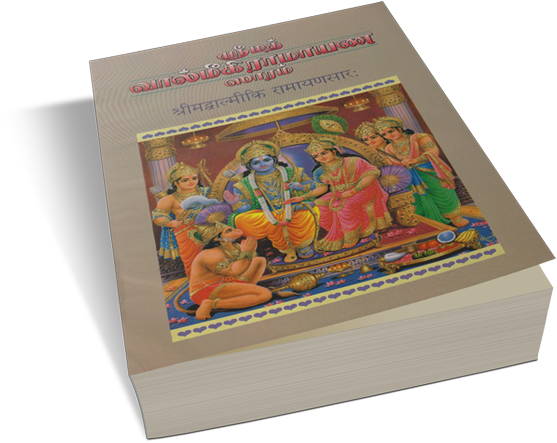 ஸ்ரீமத்
வால்மீகி ராமாயண
ஸாரம்
श्रीमद्वाल्मीकि रामायणसारः